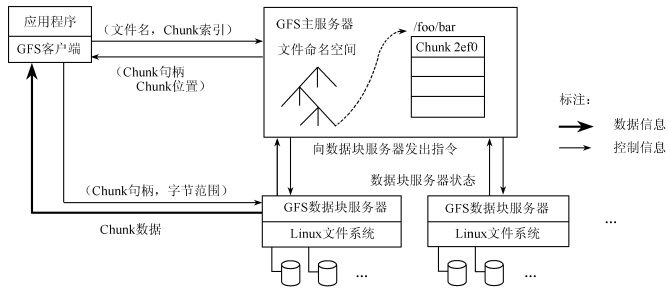 应用程序
GFS客户端
（文件名，Chunk索引）
（Chunk句柄
Chunk位置）
GFS主服务器
文件命名空间
/foo/bar
Chunk 2ef0
标注：
数据信息
控制信息
向数据块服务器发出指令
数据块服务器状态
（Chunk句柄，字节范围）
Chunk数据
GFS数据块服务器
Linux文件系统
...
GFS数据块服务器
Linux文件系统
...
...